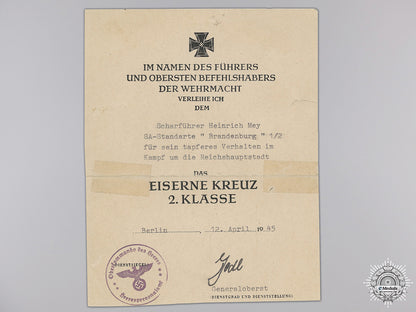 IM NAMEN DES FÜHRERS
UND OBERSTEN BEFEHLSHABERS
DER WEHRMACHT
VERLEIHE ICH
DEM
Scharführer Heinrich Mey
SA-Standarte " Brandenburg " 1/2
für sein tapferes Verhalten im
Kampf um die Reichshauptstadt
DAS
EISERNE KREUZ
2. KLASSE
Berlin , 12. April 1945
Oberkommando des Heeres
Jodl
Generaloberst
(DIENSTGRAD UND DIENSTSTELLUNG)